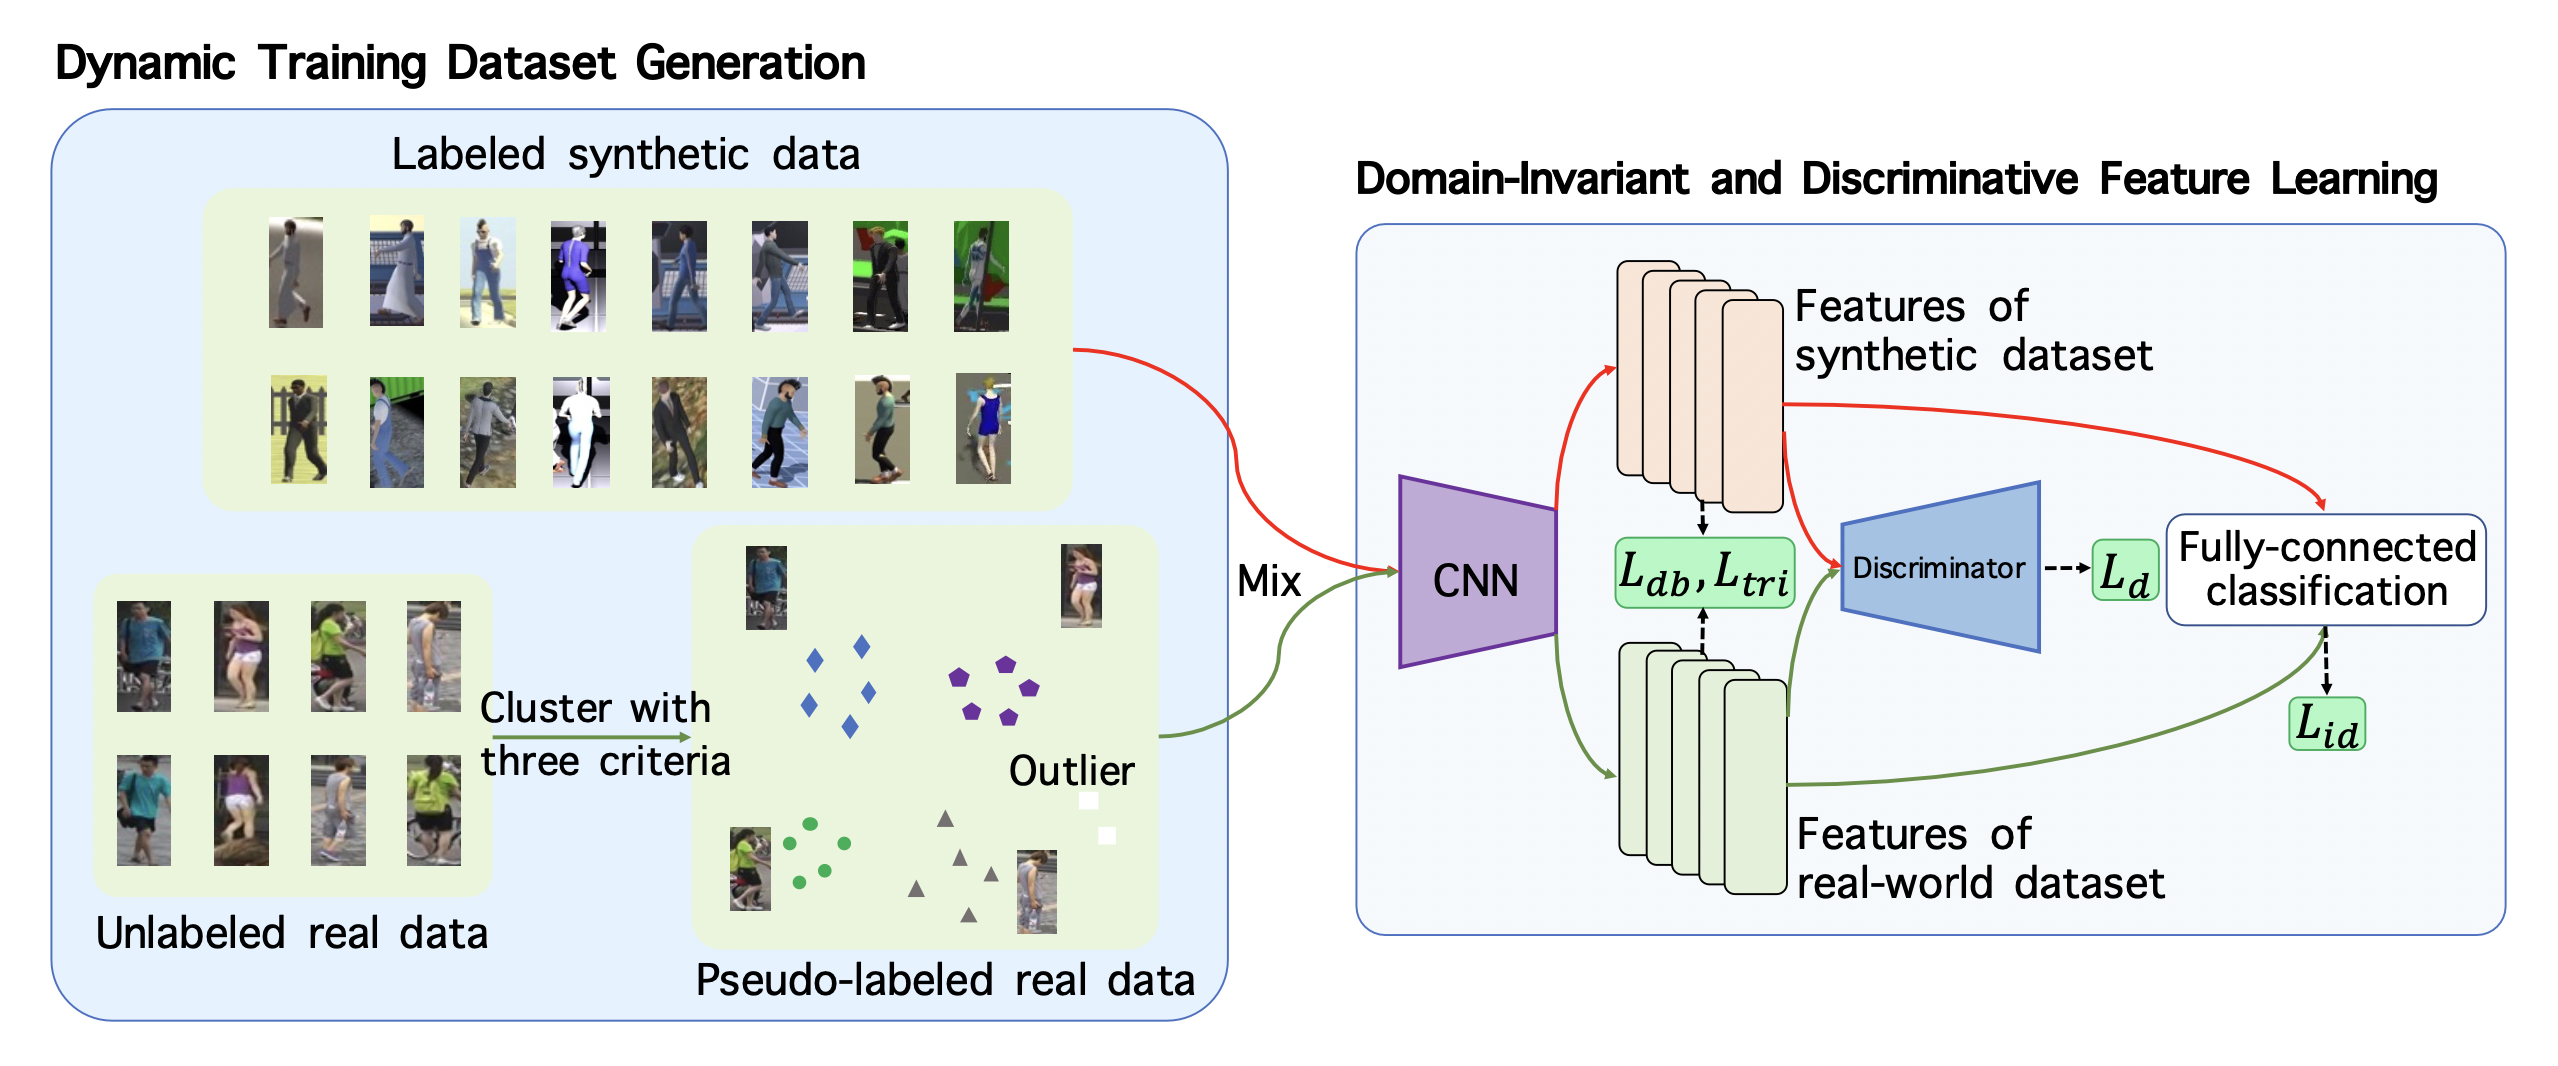 Dynamic Training Dataset Generation
Labeled synthetic data
Cluster with
three criteria
Unlabeled real data
Outlier
Pseudo-labeled real data
Mix
Domain-Invariant and Discriminative Feature Learning
CNN
Features of
synthetic dataset
L_{db}, L_{tri}
Discriminator
L_d
Fully-connected
classification
L_{id}
Features of
real-world dataset